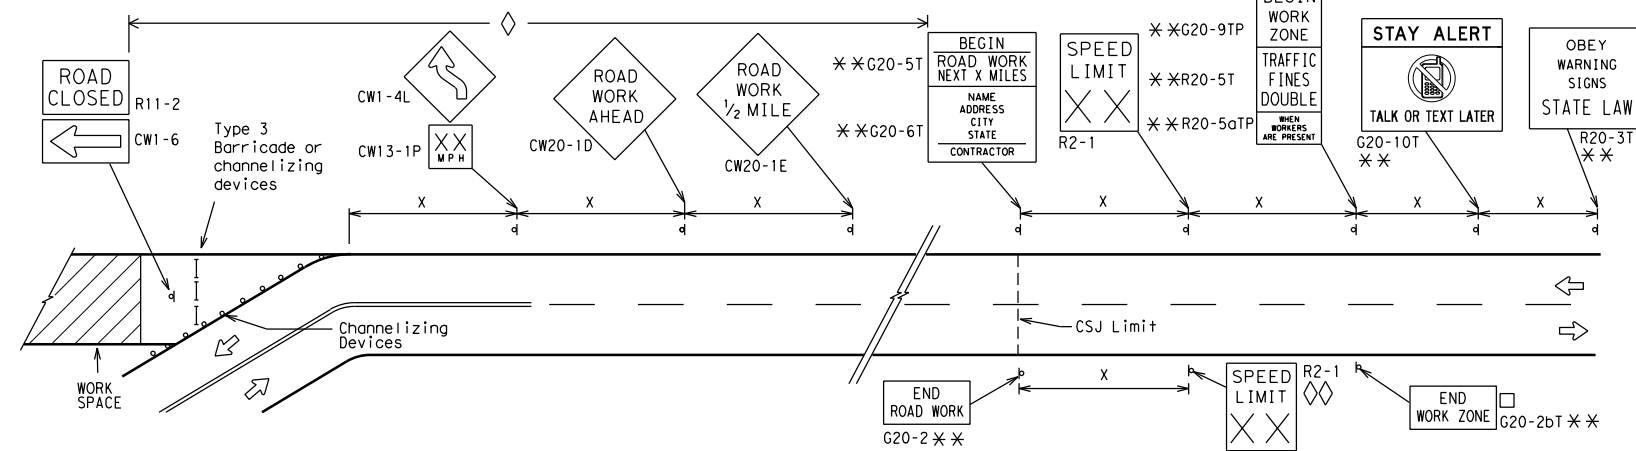 ROAD
CLOSED
R11-2
CW1-6
Type 3
Barricade or
channelizing
devices
CW1-4L
XX
MPH
CW13-1P
ROAD
WORK
AHEAD
CW20-1D
ROAD
WORK
1/2 MILE
CW20-1E
**G20-5T
BEGIN
ROAD WORK
NEXT X MILES
**G20-6T
NAME
ADDRESS
CITY
STATE
CONTRACTOR
SPEED
LIMIT
XX
R2-1
**G20-9TP
BEGIN
WORK
ZONE
**R20-5T
TRAFFIC
FINES
DOUBLE
**R20-5aTP
WHEN
WORKERS
ARE PRESENT
STAY ALERT
TALK OR TEXT LATER
G20-10T
**
OBEY
WARNING
SIGNS
STATE LAW
R20-3T
**
X X X X X X X
Channelizing
Devices
WORK
SPACE
CSJ Limit
END
ROAD WORK
G20-2**
X
SPEED
LIMIT
XX
R2-1
END
WORK ZONE
G20-2bT**